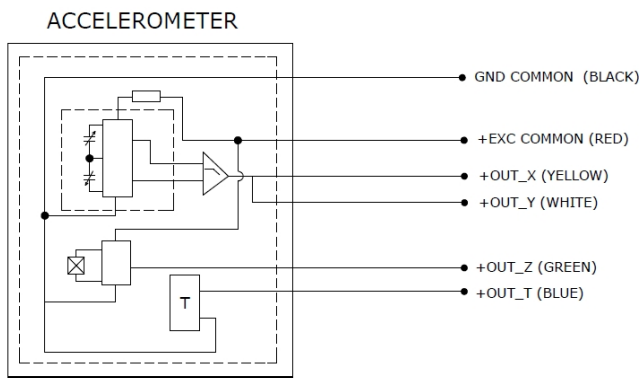 ACCELEROMETER
GND COMMON (BLACK)
+EXC COMMON (RED)
+OUT_X (YELLOW)
+OUT_Y (WHITE)
+OUT_Z (GREEN)
+OUT_T (BLUE)
T